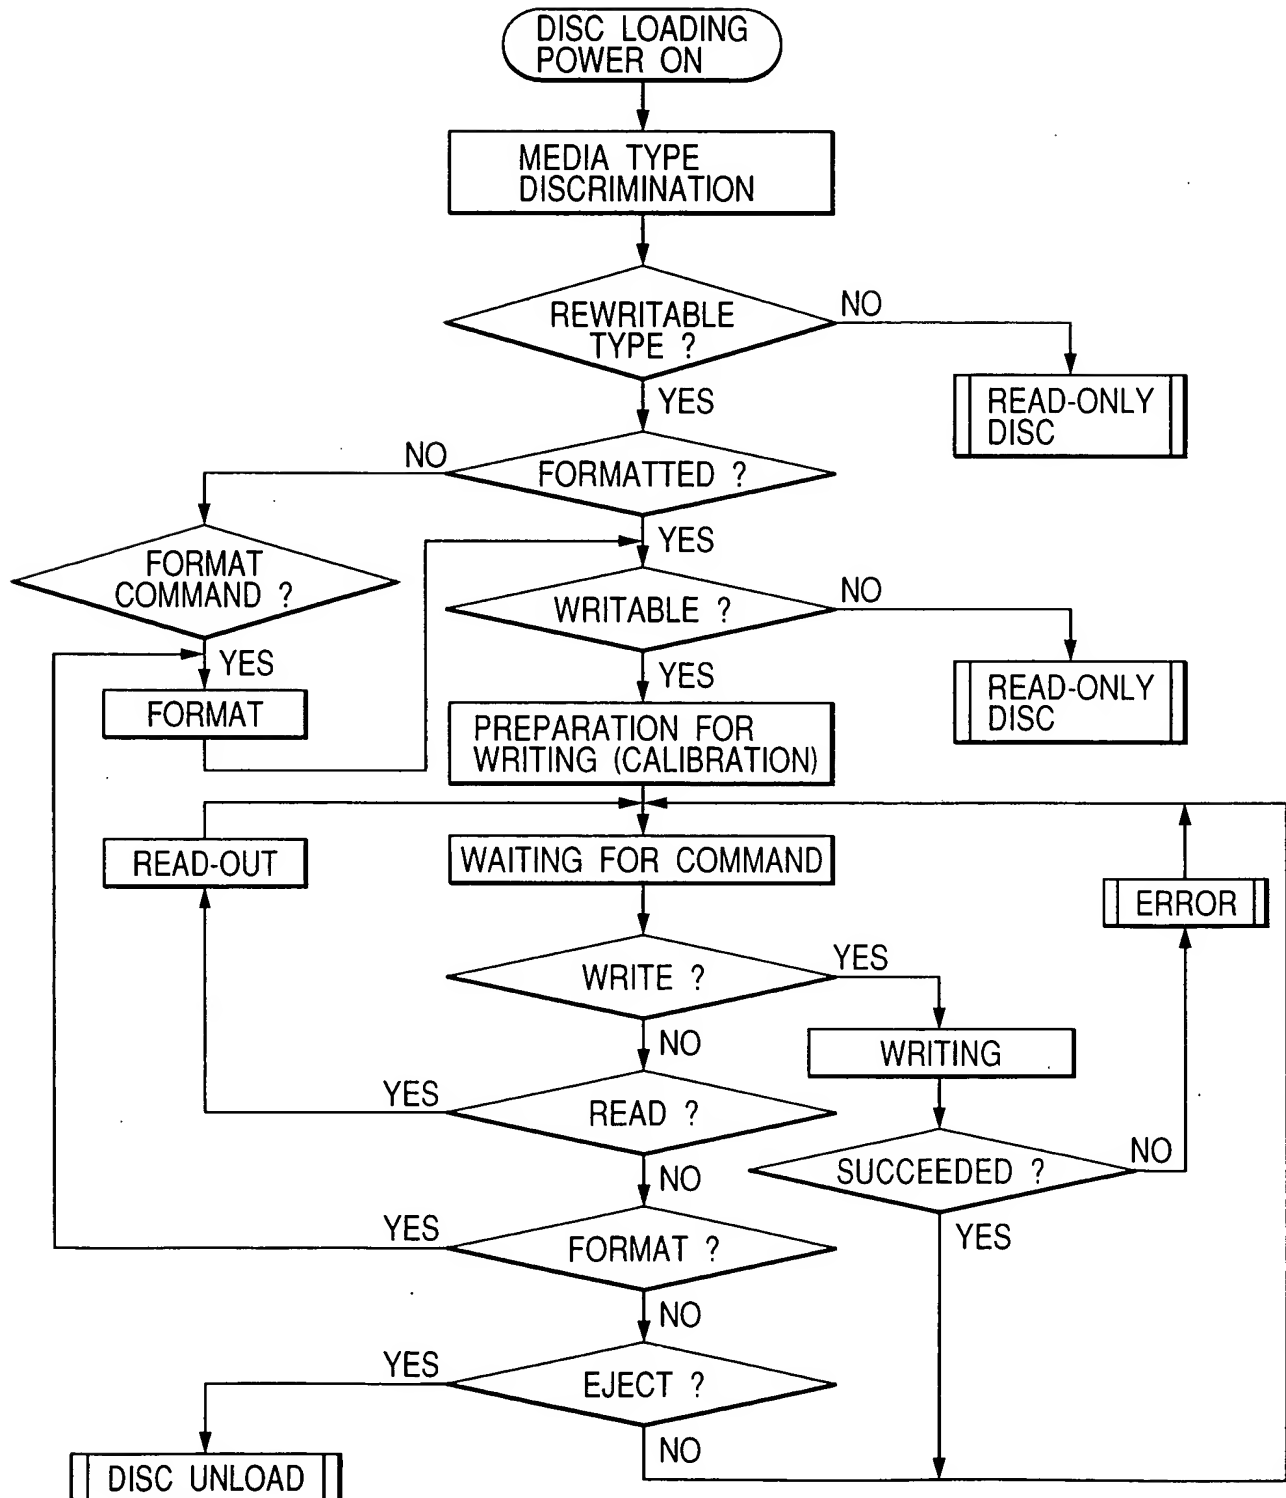 DISC LOADING
POWER ON
MEDIA TYPE
DISCRIMINATION
REWRITABLE
TYPE ?
NO
YES
READ-ONLY
DISC
NO
FORMATTED ?
YES
FORMAT
COMMAND ?
WRITABLE ?
NO
YES
YES
READ-ONLY
DISC
FORMAT
PREPARATION FOR
WRITING (CALIBRATION)
READ-OUT
WAITING FOR COMMAND
ERROR
WRITE ?
YES
NO
WRITING
YES
READ ?
NO
SUCCEEDED ?
NO
YES
YES
FORMAT ?
NO
YES
EJECT ?
NO
DISC UNLOAD